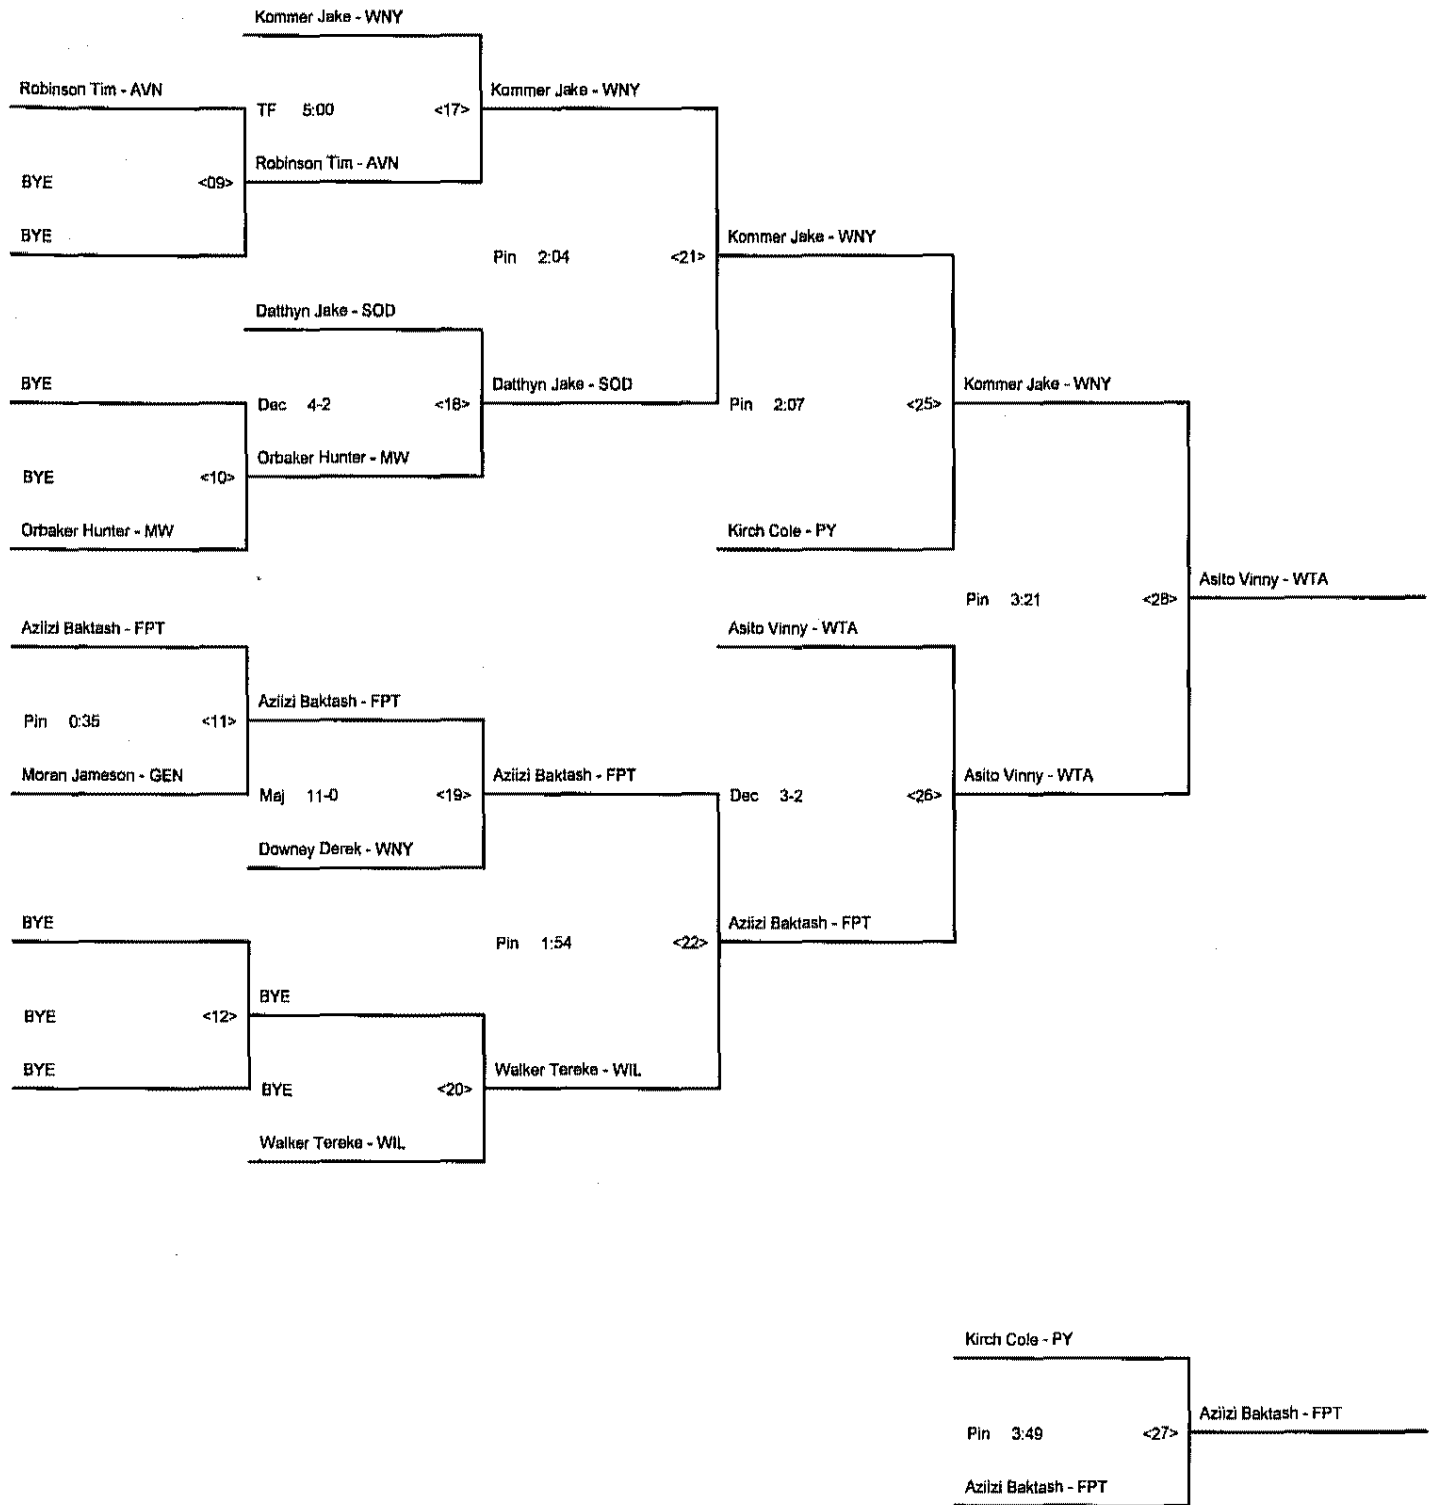 Kommer Jake - WNY
Robinson Tim - AVN
Kommer Jake - WNY
TF 5:00 <17>
Robinson Tim - AVN
BYE <09>
BYE
Kommer Jake - WNY
Pin 2:04 <21>
Datthyn Jake - SOD
BYE
Datthyn Jake - SOD
Kommer Jake - WNY
Dec 4-2 <18>
Pin 2:07 <25>
Orbaker Hunter - MW
BYE <10>
Orbaker Hunter - MW
Kirch Cole - PY
Asito Vinny - WTA
Pin 3:21 <28>
Aziizi Baktash - FPT
Asito Vinny - WTA
Aziizi Baktash - FPT
Pin 0:35 <11>
Moran Jameson - GEN
Aziizi Baktash - FPT
Asito Vinny - WTA
Maj 11-0 <19>
Dec 3-2 <26>
Downey Derek - WNY
BYE
Aziizi Baktash - FPT
Pin 1:54 <22>
BYE
BYE <12>
BYE
Walker Tereke - WIL
BYE <20>
Walker Tereke - WIL
Kirch Cole - PY
Aziizi Baktash - FPT
Pin 3:49 <27>
Aziizi Baktash - FPT